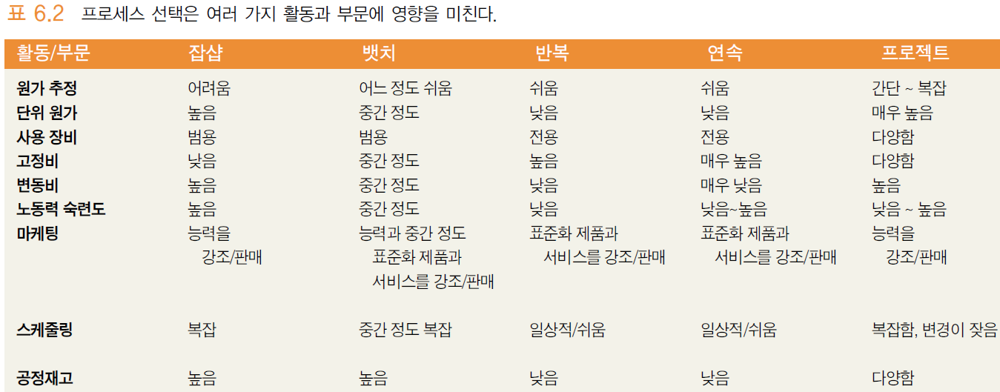 표 6.2 프로세스 선택은 여러 가지 활동과 부문에 영향을 미친다.
활동/부문 잡샵 뱃치 반복 연속 프로젝트
원가 추정 어려움 어느 정도 쉬움 쉬움 쉬움 간단 ~ 복잡
단위 원가 높음 중간 정도 낮음 낮음 매우 높음
사용 장비 범용 범용 전용 전용 다양함
고정비 낮음 중간 정도 높음 매우 높음 다양함
변동비 높음 중간 정도 낮음 매우 낮음 높음
노동력 숙련도 높음 중간 정도 낮음 낮음~높음 낮음 ~ 높음
마케팅 능력을 능력과 중간 정도 표준화 제품과 표준화 제품과 능력을
강조/판매 표준화 제품과 서비스를 강조/판매 서비스를 강조/판매 강조/판매
서비스를 강조/판매
스케줄링 복잡 중간 정도 복잡 일상적/쉬움 일상적/쉬움 복잡함, 변경이 잦음
공정재고 높음 높음 낮음 낮음 다양함